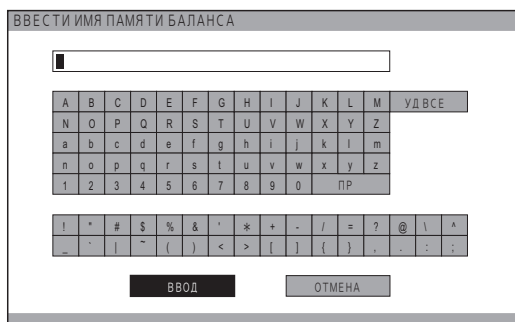 ВВЕСТИ ИМЯ ПАМЯТИ БАЛАНСА
A B C D E F G H I J K L M УД ВСЕ
N O P Q R S T U V W X Y Z
a b c d e f g h i j k l m
n o p q r s t u v w x y z
1 2 3 4 5 6 7 8 9 0 ПР
! " # $ % & ' * + - / = ? @ \ ^
_ ` | ~ ( ) < > [ ] { } , . : ;
ВВОД ОТМЕНА